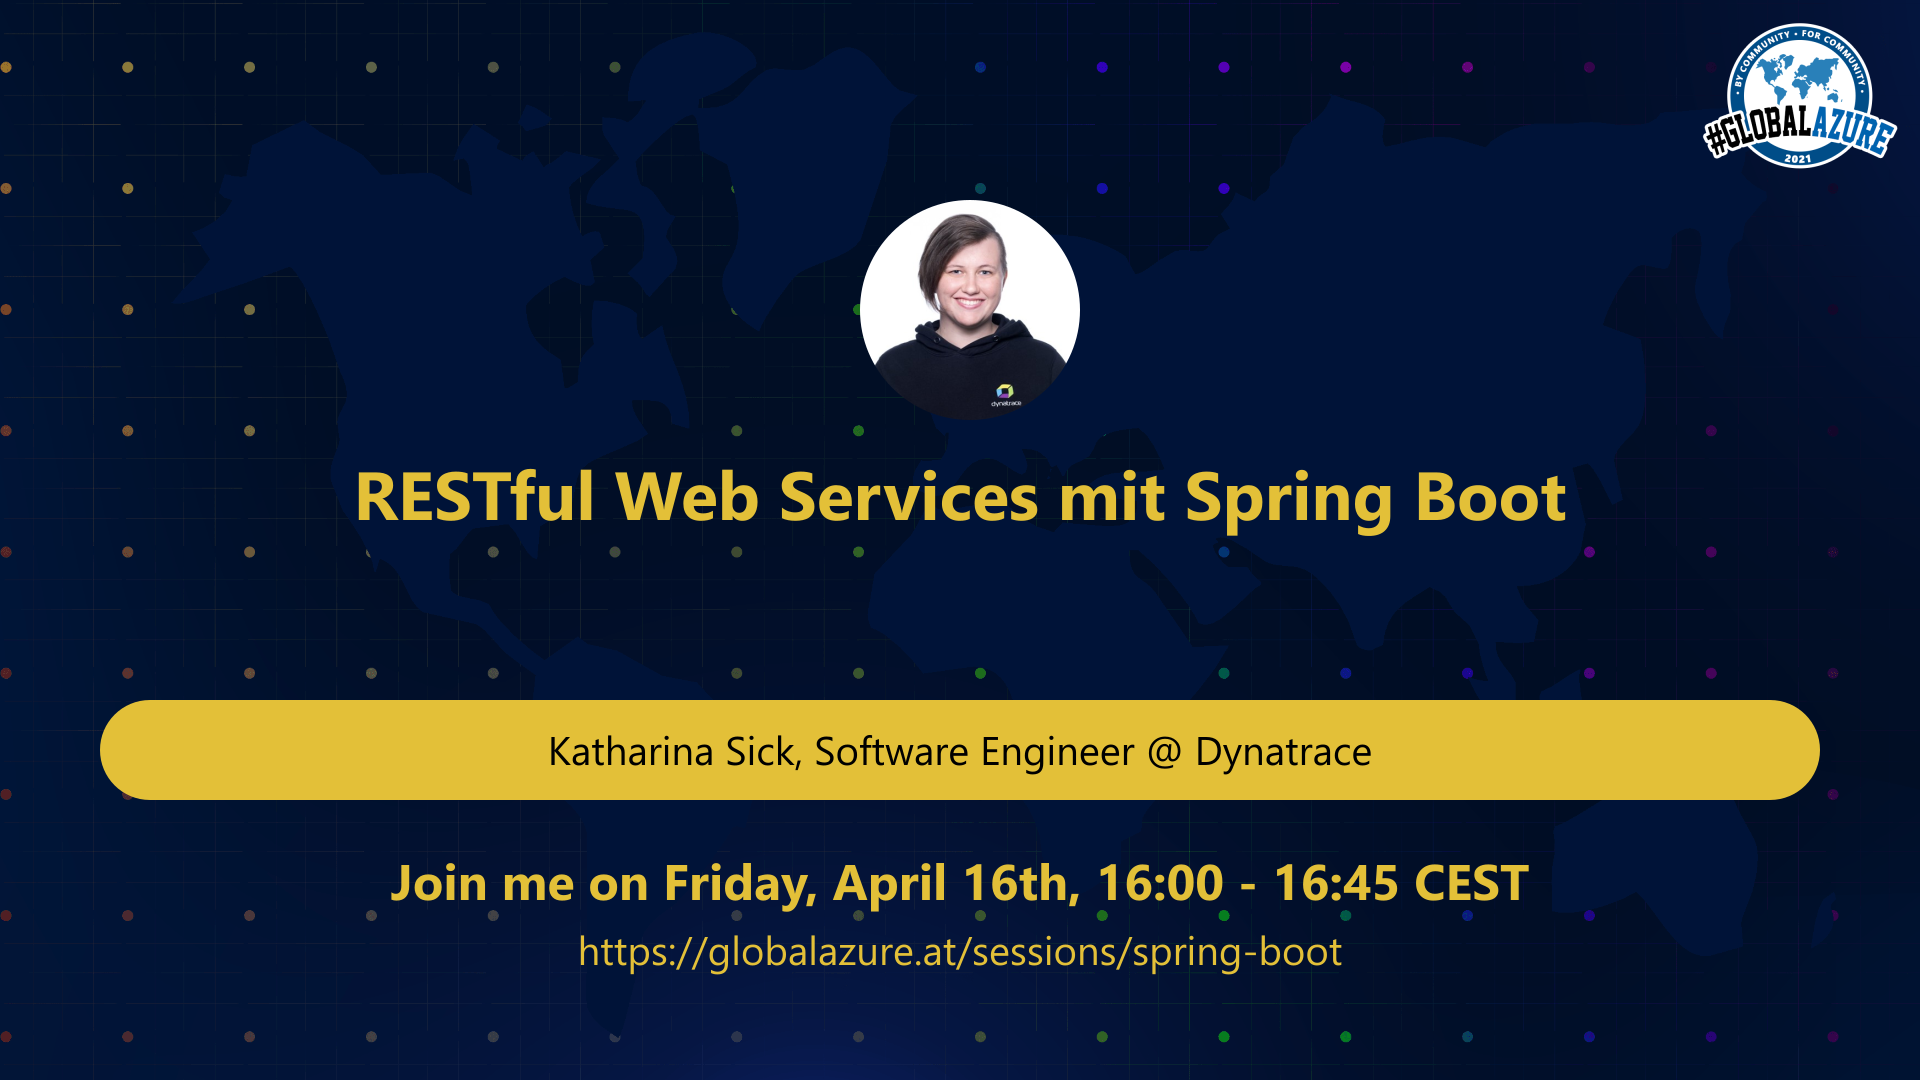 • BY COMMUNITY • FOR COMMUNITY •
#GLOBALAZURE
2021
dynatrace
RESTful Web Services mit Spring Boot
Katharina Sick, Software Engineer @ Dynatrace
Join me on Friday, April 16th, 16:00 - 16:45 CEST
https://globalazure.at/sessions/spring-boot